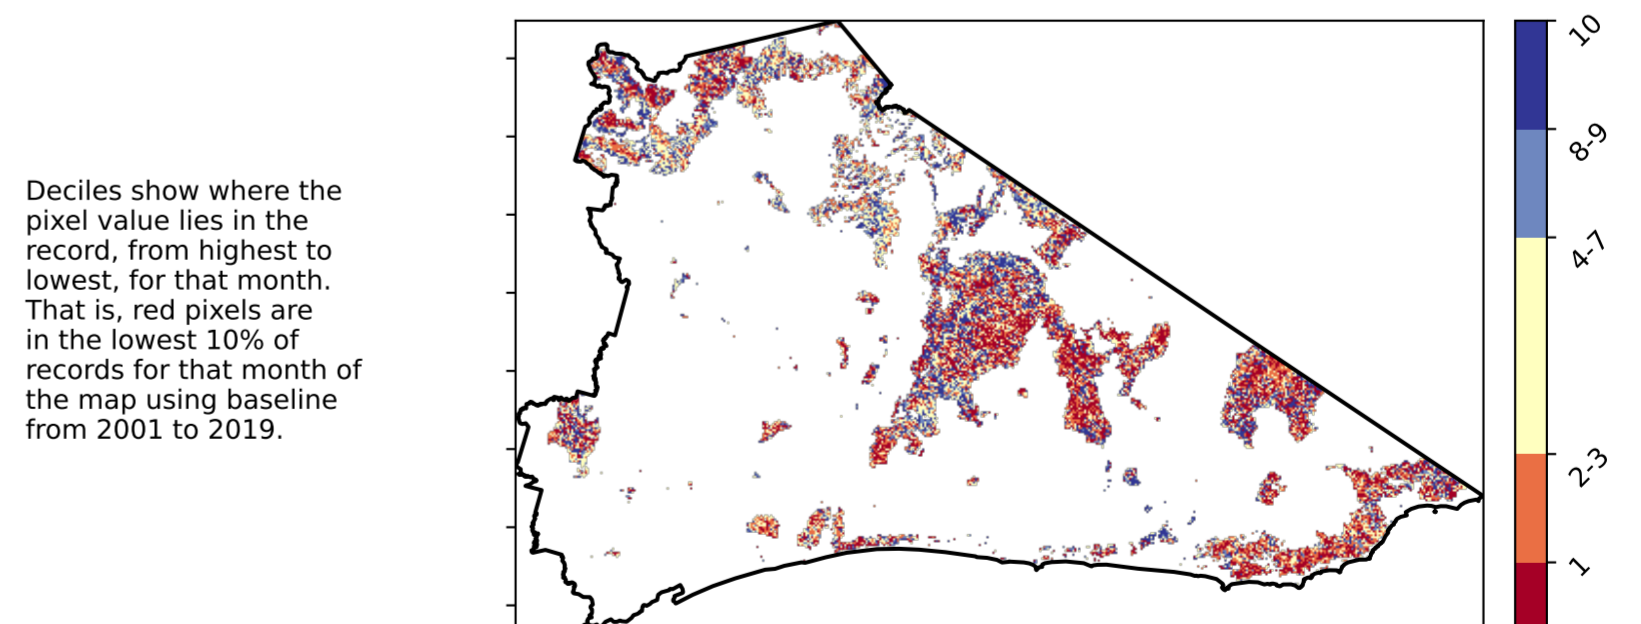 Deciles show where the
pixel value lies in the
record, from highest to
lowest, for that month.
That is, red pixels are
in the lowest 10% of
records for that month of
the map using baseline
from 2001 to 2019.
10
8-9
4-7
2-3
1